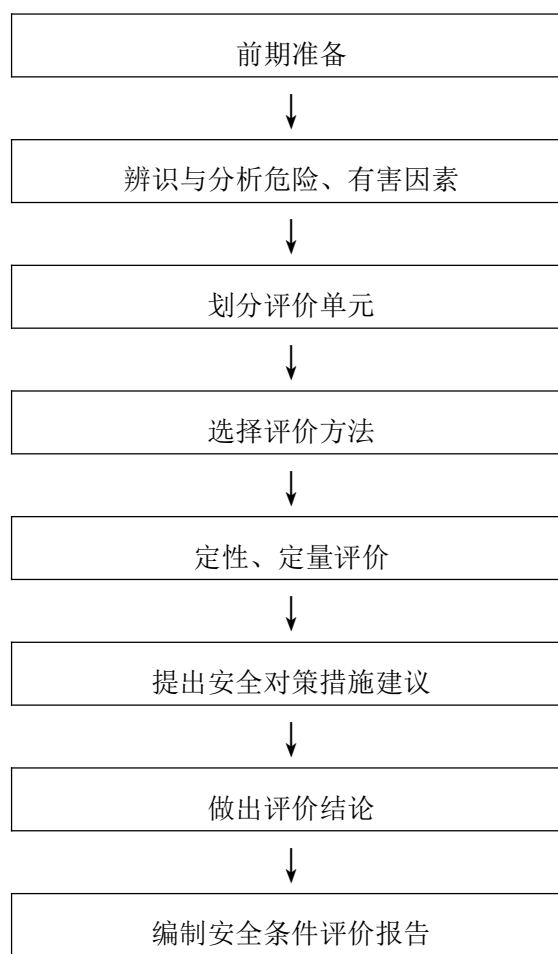 前期准备
辨识与分析危险、有害因素
划分评价单元
选择评价方法
定性、定量评价
提出安全对策措施建议
做出评价结论
编制安全条件评价报告